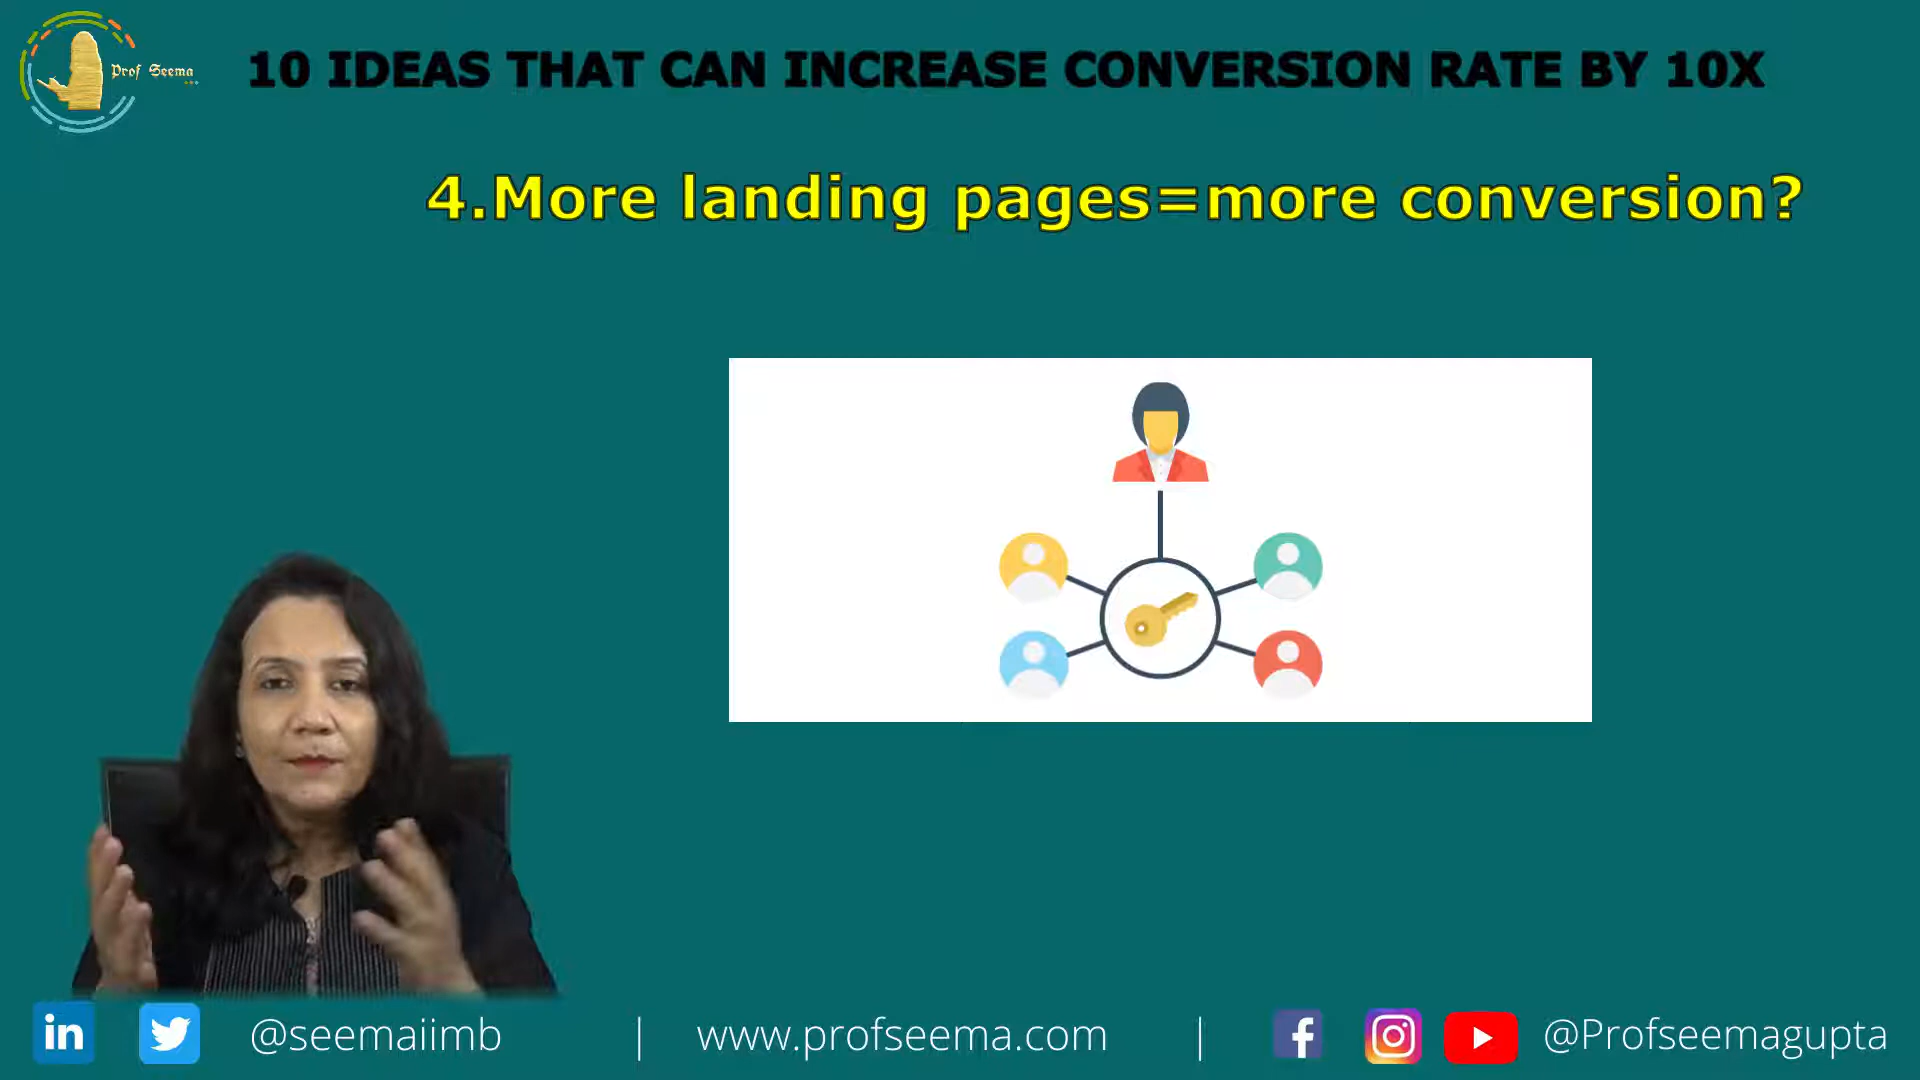 Prof Seema
10 IDEAS THAT CAN INCREASE CONVERSION RATE BY 10X
4.More landing pages=more conversion?
in
@seemaiimb | www.profseema.com | @Profseemagupta